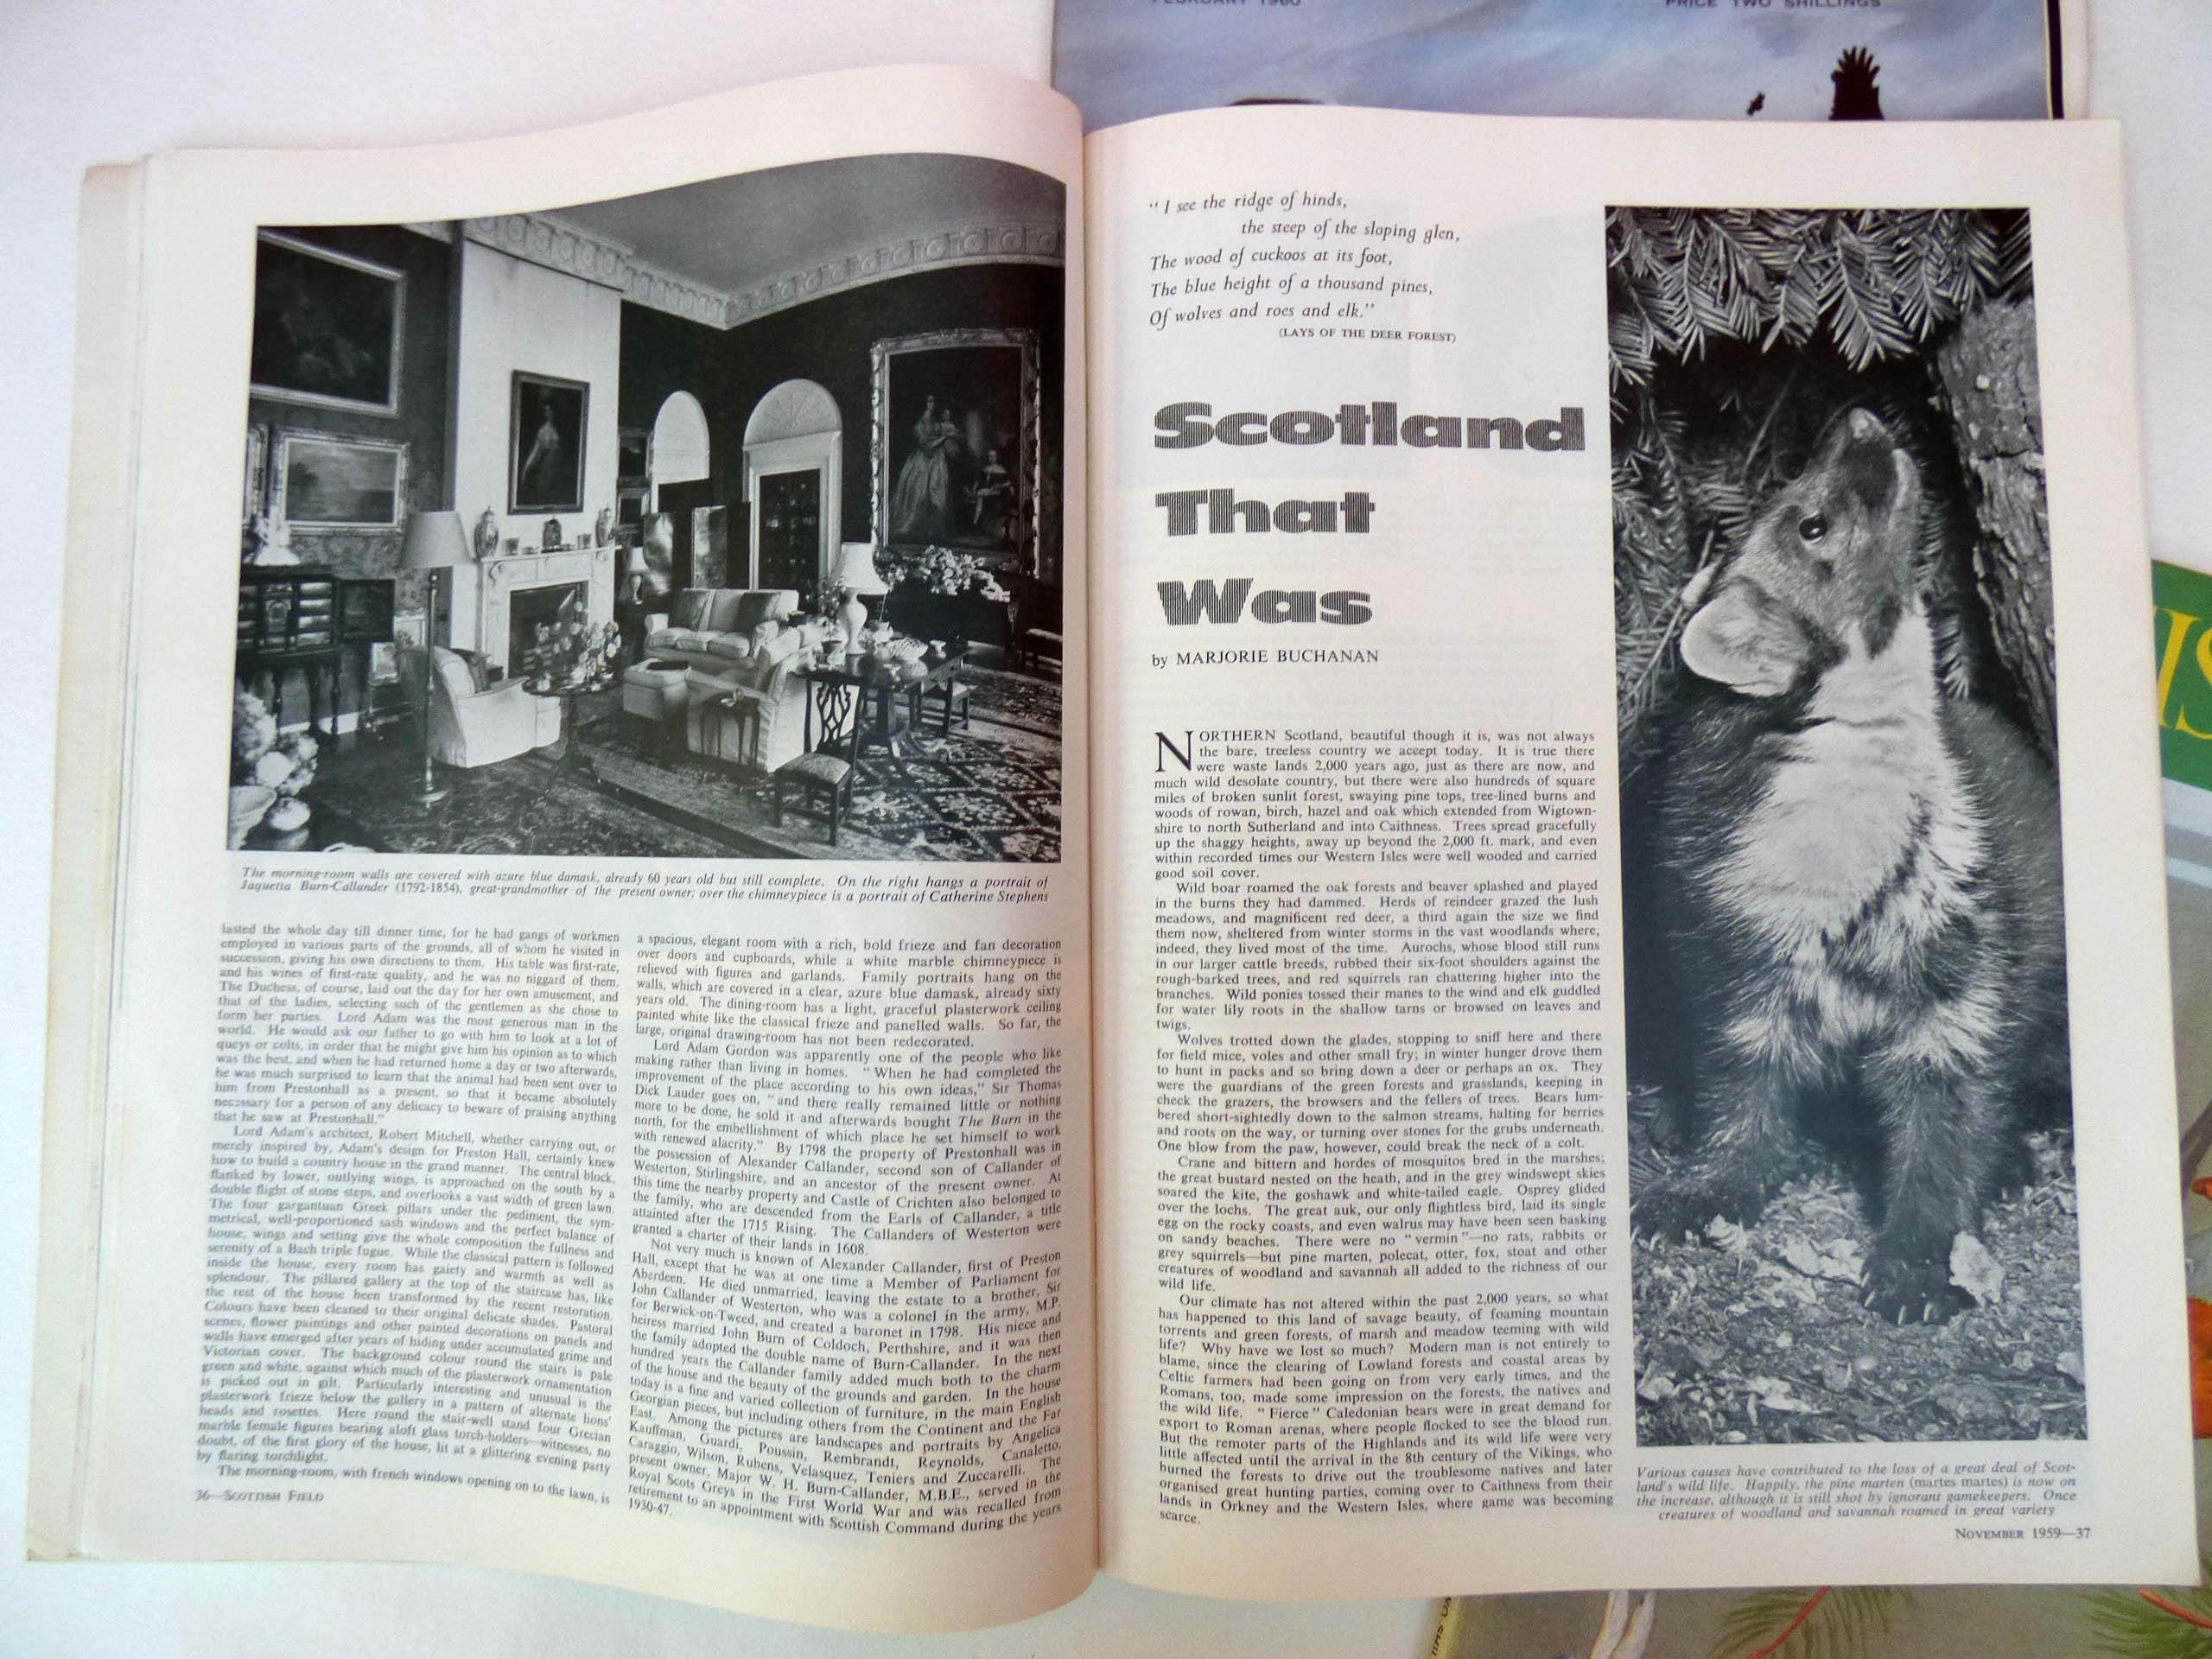 FEBRUARY 1960
PRICE TWO SHILLINGS
The morning-room walls are covered with azure blue damask, already 60 years old but still complete. On the right hangs a portrait of
Jaquetta Burn-Callander (1792-1854), great-grandmother of the present owner; over the chimneypiece is a portrait of Catherine Stephens
lasted the whole day till dinner time, for he had gangs of workmen
employed in various parts of the grounds, all of whom he visited in
succession, giving his own directions to them. His table was first-rate,
and his wines of first-rate quality, and he was no niggard of them.
The Duchess, of course, laid out the day for her own amusement, and
that of the ladies, selecting such of the gentlemen as she chose to
form her parties. Lord Adam was the most generous man in the
world. He would ask our father to go with him to look at a lot of
queys or colts, in order that he might give him his opinion as to which
was the best, and when he had returned home a day or two afterwards,
he was much surprised to learn that the animal had been sent over to
him from Prestonhall as a present, so that it became absolutely
necessary for a person of any delicacy to beware of praising anything
that he saw at Prestonhall."
Lord Adam's architect, Robert Mitchell, whether carrying out, or
merely inspired by, Adam's design for Preston Hall, certainly knew
how to build a country house in the grand manner. The central block,
flanked by lower, outlying wings, is approached on the south by a
double flight of stone steps, and overlooks a vast width of green lawn.
The four gargantuan Greek pillars under the pediment, the sym-
metrical, well-proportioned sash windows and the perfect balance of
house, wings and setting give the whole composition the fullness and
serenity of a Bach triple fugue. While the classical pattern is followed
inside the house, every room has gaiety and warmth as well as
splendour. The pillared gallery at the top of the staircase has, like
the rest of the house been transformed by the recent restoration.
Colours have been cleaned to their original delicate shades. Pastoral
scenes, flower paintings and other painted decorations on panels and
walls have emerged after years of hiding under accumulated grime and
Victorian cover. The background colour round the stairs is pale
green and white, against which much of the plasterwork ornamentation
is picked out in gilt. Particularly interesting and unusual is the
plasterwork frieze below the gallery in a pattern of alternate lions'
heads and rosettes. Here round the stair-well stand four Grecian
marble female figures bearing aloft glass torch-holders—witnesses, no
doubt, of the first glory of the house, lit at a glittering evening party
by flaring torchlight.
The morning-room, with french windows opening on to the lawn, is
36—SCOTTISH FIELD
a spacious, elegant room with a rich, bold frieze and fan decoration
over doors and cupboards, while a white marble chimneypiece is
relieved with figures and garlands. Family portraits hang on the
walls, which are covered in a clear, azure blue damask, already sixty
years old. The dining-room has a light, graceful plasterwork ceiling
painted white like the classical frieze and panelled walls. So far, the
large, original drawing-room has not been redecorated.
Lord Adam Gordon was apparently one of the people who like
making rather than living in homes. "When he had completed the
improvement of the place according to his own ideas," Sir Thomas
Dick Lauder goes on, "and there really remained little or nothing
more to be done, he sold it and afterwards bought The Burn in the
north, for the embellishment of which place he set himself to work
with renewed alacrity." By 1798 the property of Prestonhall was in
the possession of Alexander Callander, second son of Callander of
Westerton, Stirlingshire, and an ancestor of the present owner. At
this time the nearby property and Castle of Crichten also belonged to
the family, who are descended from the Earls of Callander, a title
attainted after the 1715 Rising. The Callanders of Westerton were
granted a charter of their lands in 1608.
Not very much is known of Alexander Callander, first of Preston
Hall, except that he was at one time a Member of Parliament for
Aberdeen. He died unmarried, leaving the estate to a brother, Sir
John Callander of Westerton, who was a colonel in the army, M.P.
for Berwick-on-Tweed, and created a baronet in 1798. His niece and
heiress married John Burn of Coldoch, Perthshire, and it was then
the family adopted the double name of Burn-Callander. In the next
hundred years the Callander family added much both to the charm
of the house and the beauty of the grounds and garden. In the house
today is a fine and varied collection of furniture, in the main English
Georgian pieces, but including others from the Continent and the Far
East. Among the pictures are landscapes and portraits by Angelica
Kauffman, Guardi, Poussin, Rembrandt, Reynolds, Canaletto,
Caraggio, Wilson, Rubens, Velasquez, Teniers and Zuccarelli. The
present owner, Major W. H. Burn-Callander, M.B.E., served in the
Royal Scots Greys in the First World War and was recalled from
retirement to an appointment with Scottish Command during the years
1930-47.
" I see the ridge of hinds,
the steep of the sloping glen,
The wood of cuckoos at its foot,
The blue height of a thousand pines,
Of wolves and roes and elk."
(LAYS OF THE DEER FOREST)
Scotland
That
Was
by MARJORIE BUCHANAN
NORTHERN Scotland, beautiful though it is, was not always
the bare, treeless country we accept today. It is true there
were waste lands 2,000 years ago, just as there are now, and
much wild desolate country, but there were also hundreds of square
miles of broken sunlit forest, swaying pine tops, tree-lined burns and
woods of rowan, birch, hazel and oak which extended from Wigtown-
shire to north Sutherland and into Caithness. Trees spread gracefully
up the shaggy heights, away up beyond the 2,000 ft. mark, and even
within recorded times our Western Isles were well wooded and carried
good soil cover.
Wild boar roamed the oak forests and beaver splashed and played
in the burns they had dammed. Herds of reindeer grazed the lush
meadows, and magnificent red deer, a third again the size we find
them now, sheltered from winter storms in the vast woodlands where,
indeed, they lived most of the time. Aurochs, whose blood still runs
in our larger cattle breeds, rubbed their six-foot shoulders against the
rough-barked trees, and red squirrels ran chattering higher into the
branches. Wild ponies tossed their manes to the wind and elk guddled
for water lily roots in the shallow tarns or browsed on leaves and
twigs.
Wolves trotted down the glades, stopping to sniff here and there
for field mice, voles and other small fry; in winter hunger drove them
to hunt in packs and so bring down a deer or perhaps an ox. They
were the guardians of the green forests and grasslands, keeping in
check the grazers, the browsers and the fellers of trees. Bears lum-
bered short-sightedly down to the salmon streams, halting for berries
and roots on the way, or turning over stones for the grubs underneath.
One blow from the paw, however, could break the neck of a colt.
Crane and bittern and hordes of mosquitos bred in the marshes;
the great bustard nested on the heath, and in the grey windswept skies
soared the kite, the goshawk and white-tailed eagle. Osprey glided
over the lochs. The great auk, our only flightless bird, laid its single
egg on the rocky coasts, and even walrus may have been seen basking
on sandy beaches. There were no "vermin"—no rats, rabbits or
grey squirrels—but pine marten, polecat, otter, fox, stoat and other
creatures of woodland and savannah all added to the richness of our
wild life.
Our climate has not altered within the past 2,000 years, so what
has happened to this land of savage beauty, of foaming mountain
torrents and green forests, of marsh and meadow teeming with wild
life? Why have we lost so much? Modern man is not entirely to
blame, since the clearing of Lowland forests and coastal areas by
Celtic farmers had been going on from very early times, and the
Romans, too, made some impression on the forests, the natives and
the wild life. "Fierce" Caledonian bears were in great demand for
export to Roman arenas, where people flocked to see the blood run.
But the remoter parts of the Highlands and its wild life were very
little affected until the arrival in the 8th century of the Vikings, who
burned the forests to drive out the troublesome natives and later
organised great hunting parties, coming over to Caithness from their
lands in Orkney and the Western Isles, where game was becoming
scarce.
Various causes have contributed to the loss of a great deal of Scot-
land's wild life. Happily, the pine marten (martes martes) is now on
the increase, although it is still shot by ignorant gamekeepers. Once
creatures of woodland and savannah roamed in great variety
NOVEMBER 1959—37
IS